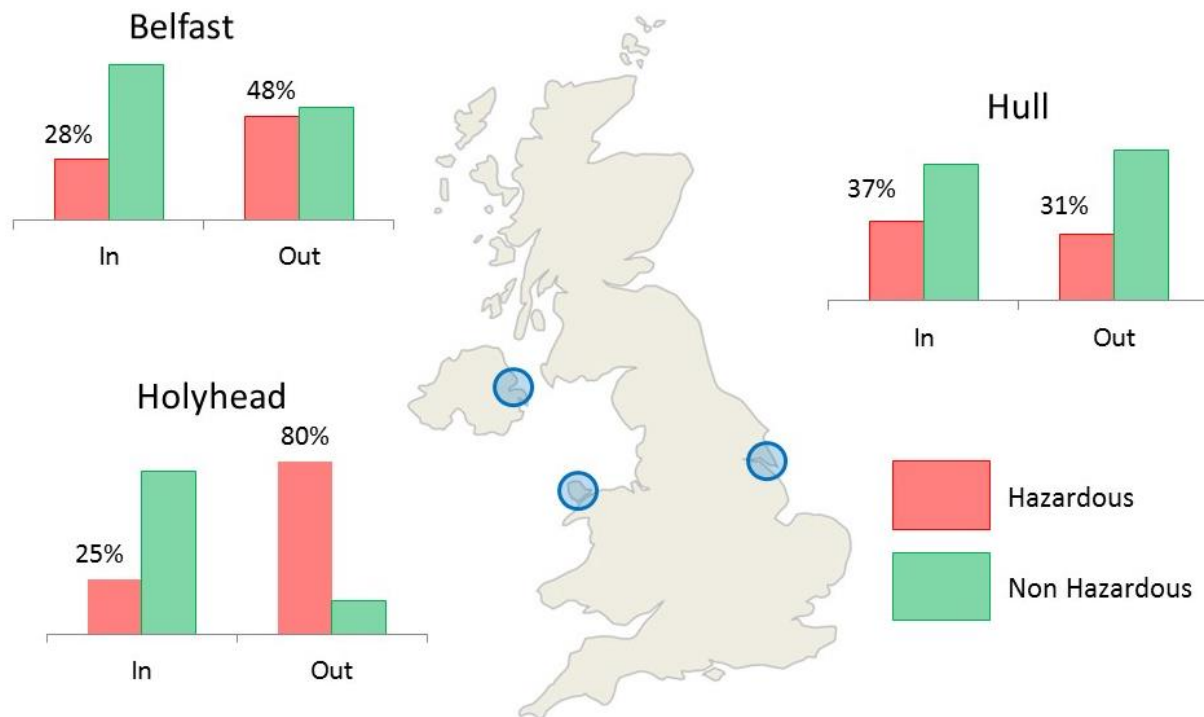 Belfast
28%
48%
In
Out
Hull
37%
31%
In
Out
Holyhead
25%
80%
In
Out
Hazardous
Non Hazardous